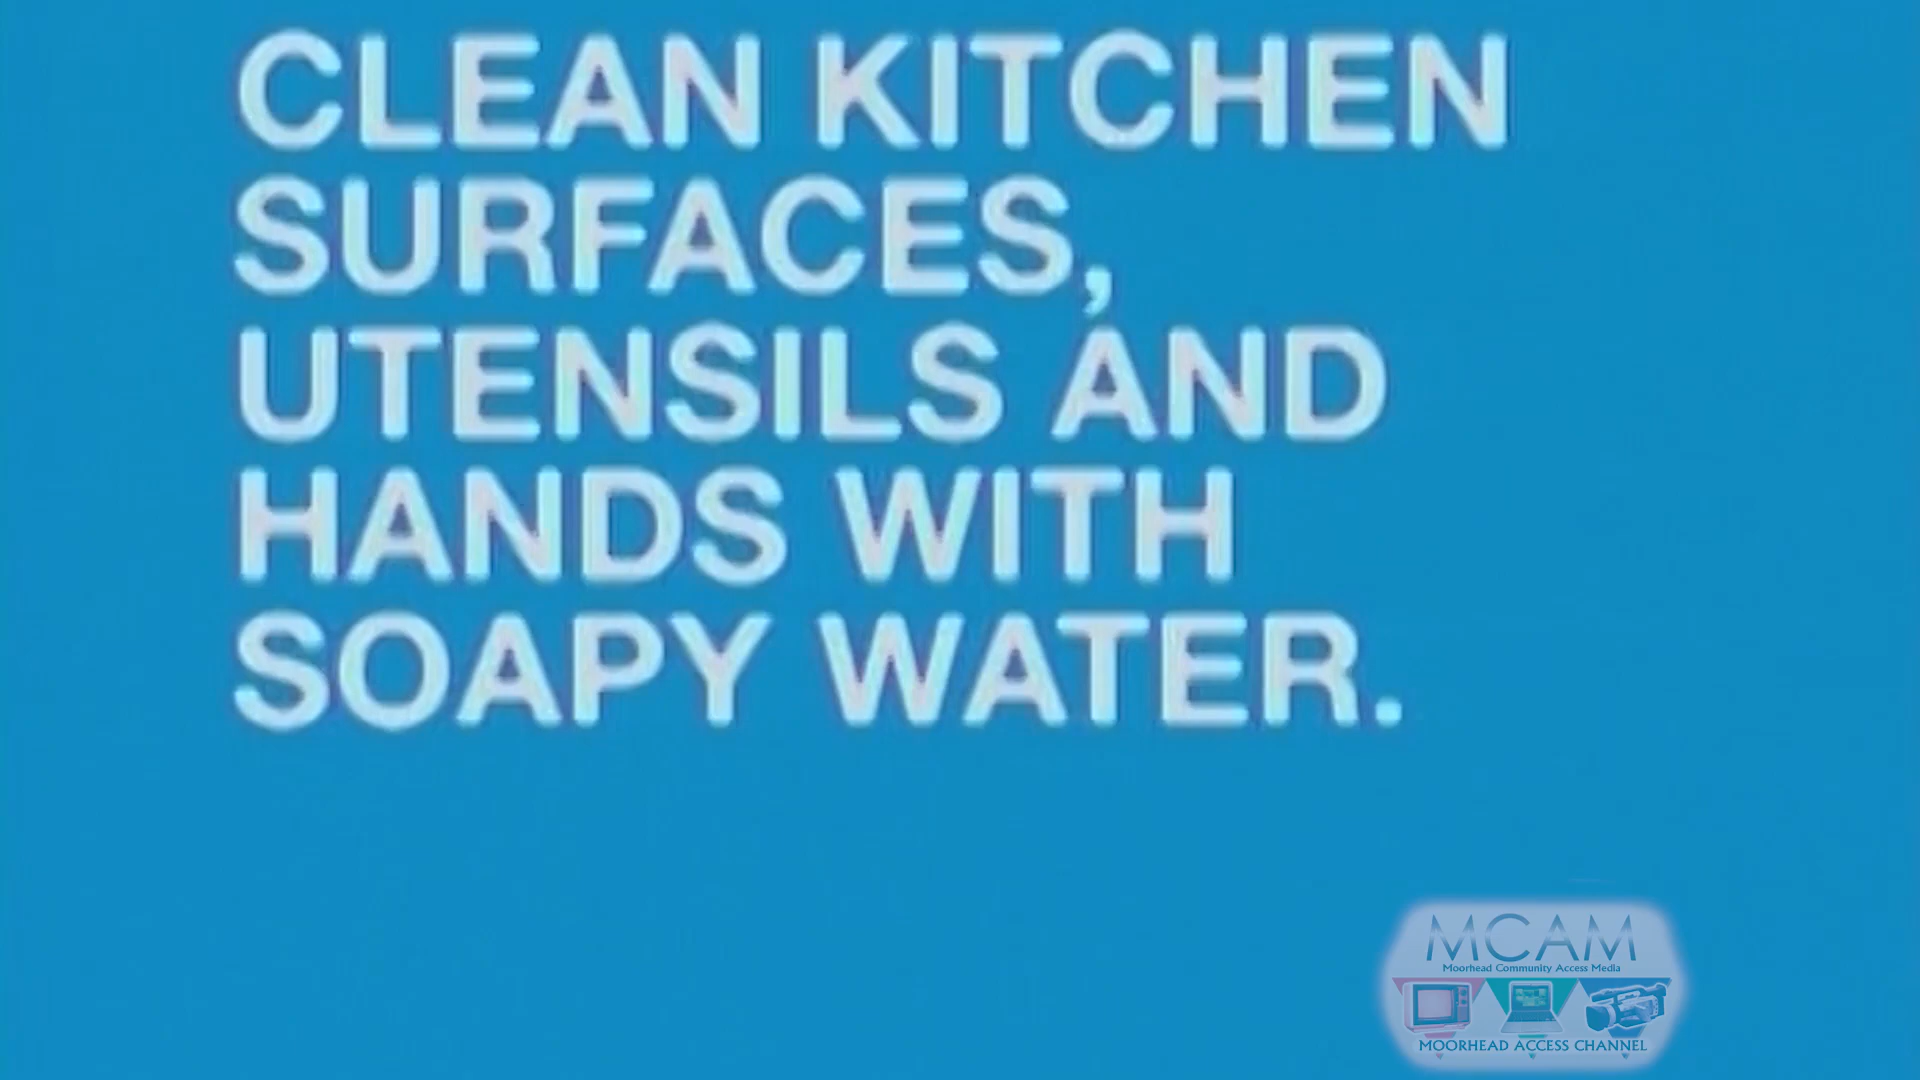 CLEAN KITCHEN
SURFACES,
UTENSILS AND
HANDS WITH
SOAPY WATER.
MCAM
Moorhead Community Access Media
MOORHEAD ACCESS CHANNEL